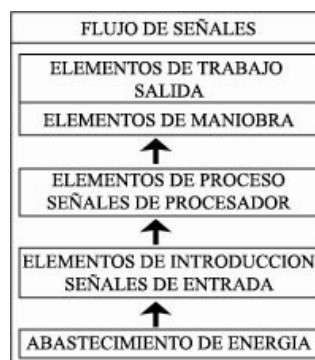 FLUJO DE SEÑALES
ELEMENTOS DE TRABAJO
SALIDA
ELEMENTOS DE MANIOBRA
ELEMENTOS DE PROCESO
SEÑALES DE PROCESADOR
ELEMENTOS DE INTRODUCCION
SEÑALES DE ENTRADA
ABASTECIMIENTO DE ENERGIA